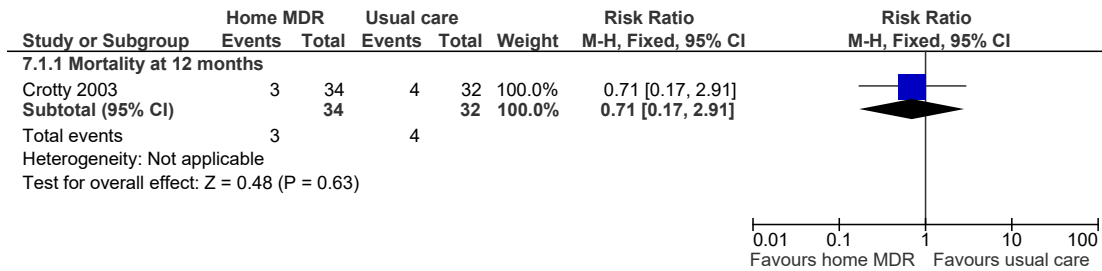 Home MDR Usual care Risk Ratio Risk Ratio
Study or Subgroup Events Total Events Total Weight M-H, Fixed, 95% CI M-H, Fixed, 95% CI
7.1.1 Mortality at 12 months
Crotty 2003 3 34 4 32 100.0% 0.71 [0.17, 2.91]
Subtotal (95% CI) 34 32 100.0% 0.71 [0.17, 2.91]
Total events 3 4
Heterogeneity: Not applicable
Test for overall effect: Z = 0.48 (P = 0.63)
0.01 0.1 1 10 100
Favours home MDR Favours usual care